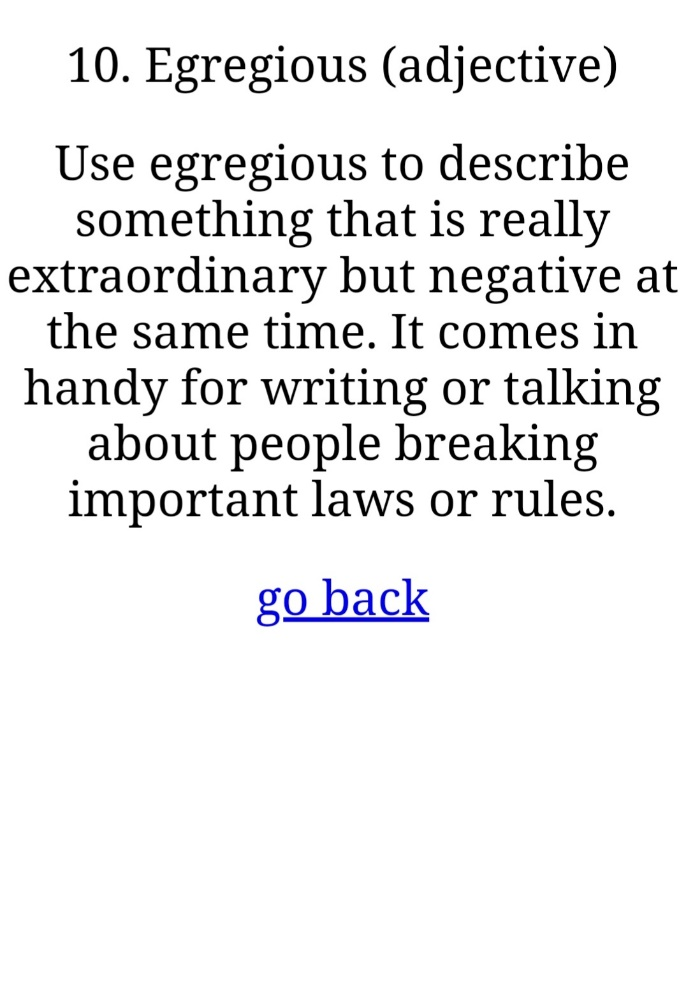 10. Egregious (adjective)
Use egregious to describe
something that is really
extraordinary but negative at
the same time. It comes in
handy for writing or talking
about people breaking
important laws or rules.
go back